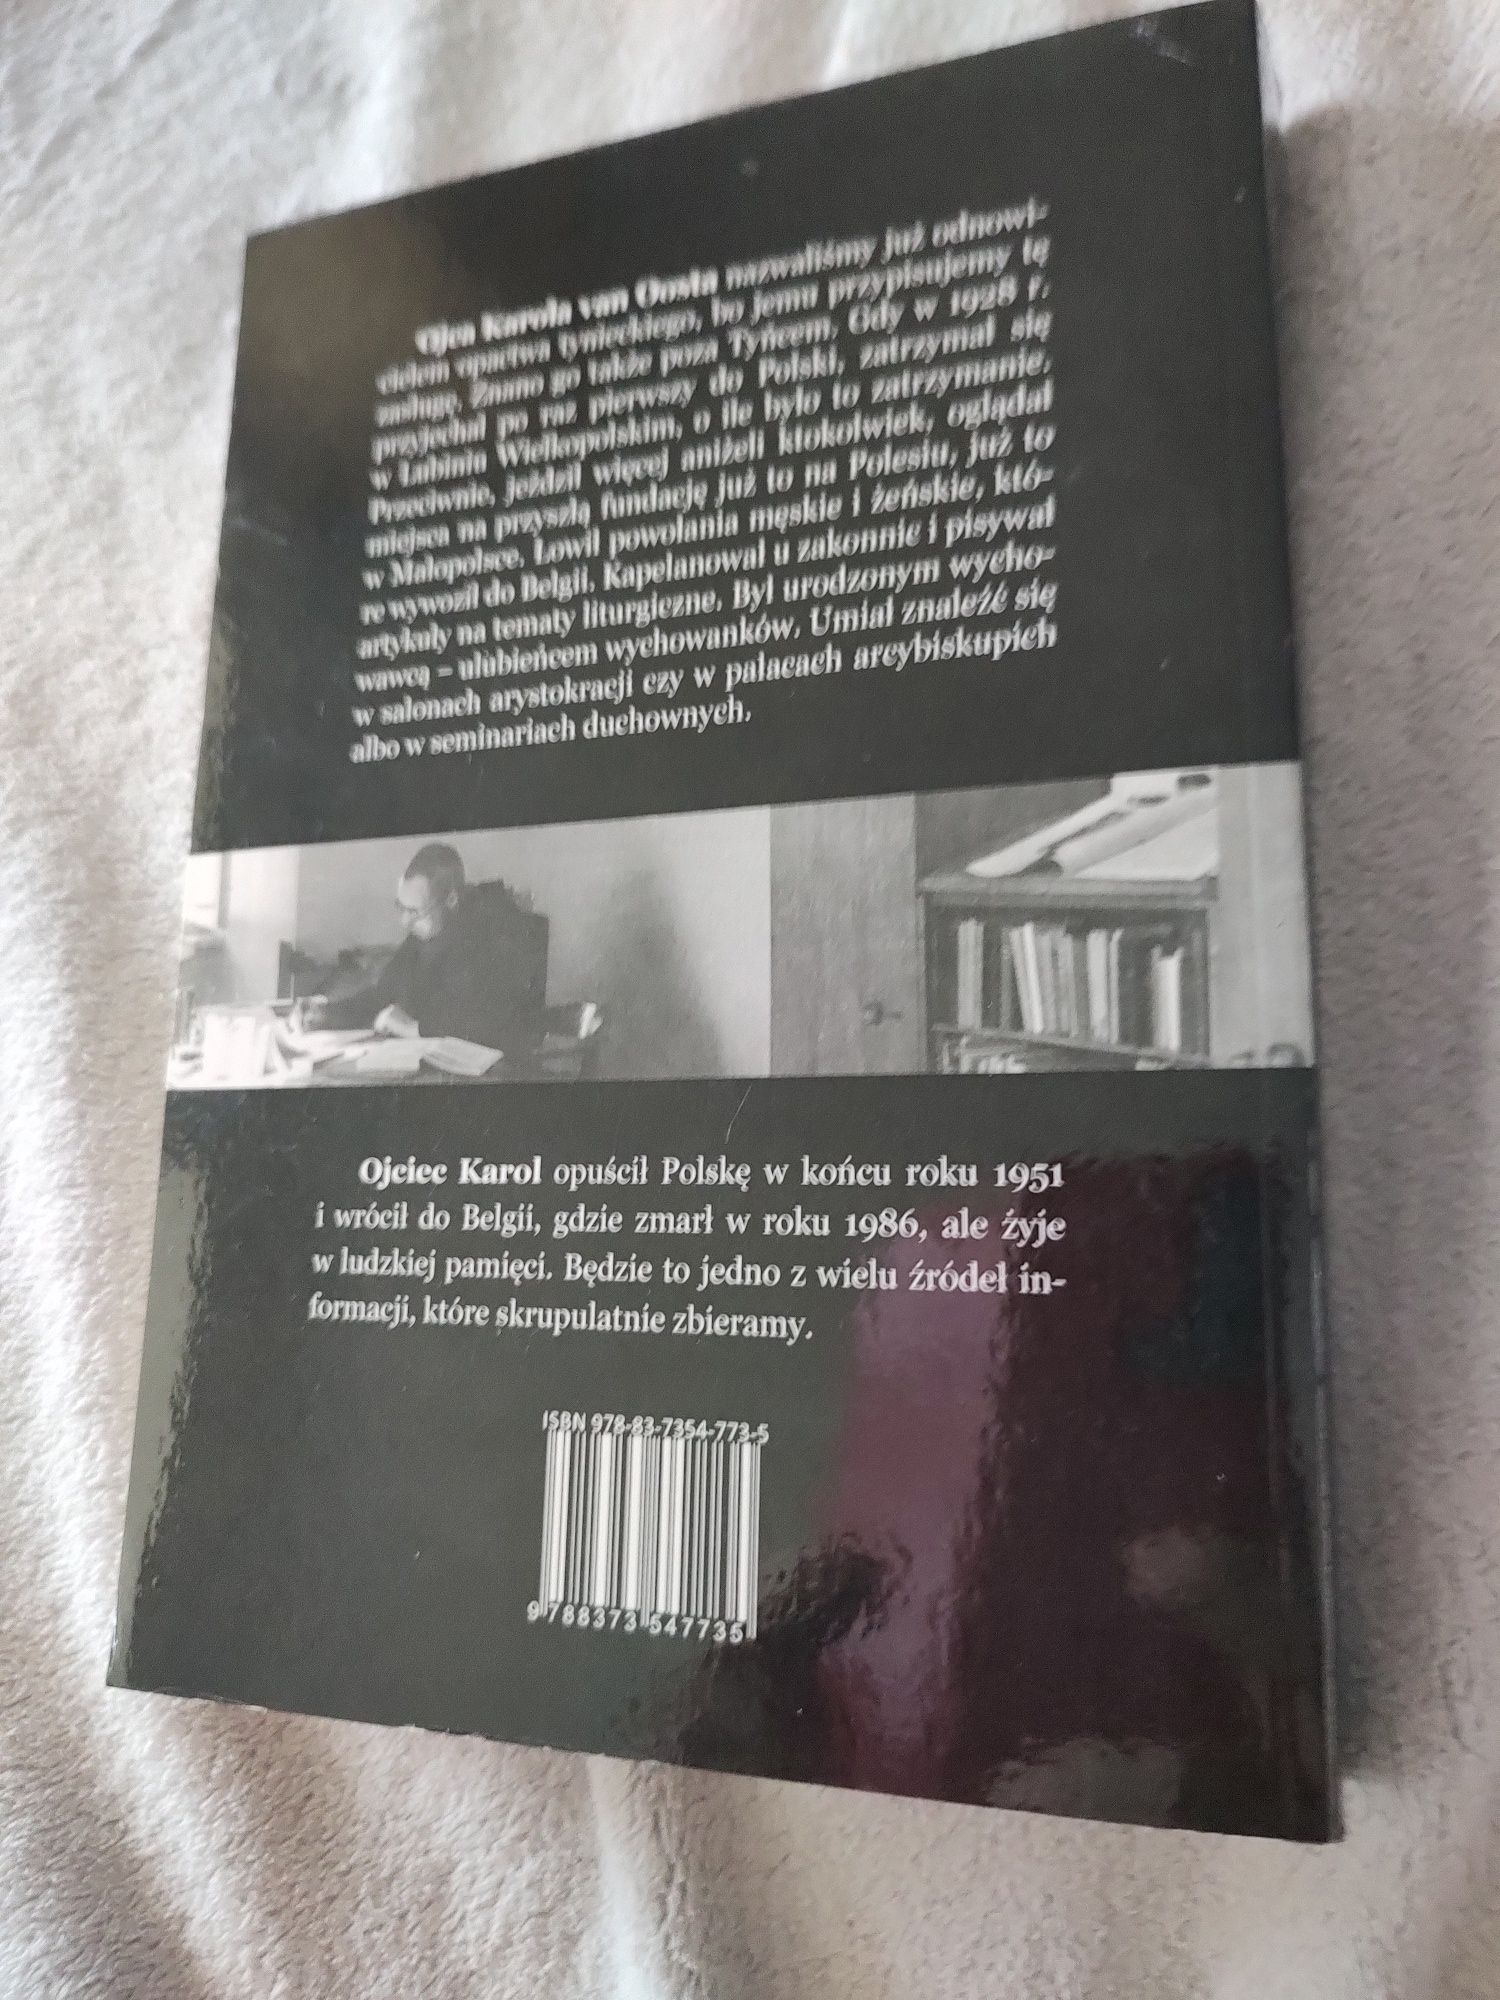 Ojca Karola van Oosta nazwaliśmy już odnowi-
cielem opactwa tynieckiego, bo jemu przypisujemy tę
zasługę. Znano go także poza Tyńcem. Gdy w 1928 r.
przyjechał po raz pierwszy do Polski, zatrzymał się
w Lubiniu Wielkopolskim, o ile było to zatrzymanie.
Przeciwnie, jeździł więcej aniżeli ktokolwiek, oglądał
miejsca na przyszłą fundację już to na Polesiu, już to
w Małopolsce. Łowił powołania męskie i żeńskie, któ-
re wywoził do Belgii. Kapelanował u zakonnic i pisywał
artykuły na tematy liturgiczne. Był urodzonym wycho-
wawcą – ulubieńcem wychowanków. Umiał znaleźć się
w salonach arystokracji czy w pałacach arcybiskupich
albo w seminariach duchownych.
Ojciec Karol opuścił Polskę w końcu roku 1951
i wrócił do Belgii, gdzie zmarł w roku 1986, ale żyje
w ludzkiej pamięci. Będzie to jedno z wielu źródeł in-
formacji, które skrupulatnie zbieramy.
ISBN 978-83-7354-773-5
9 788373 547735